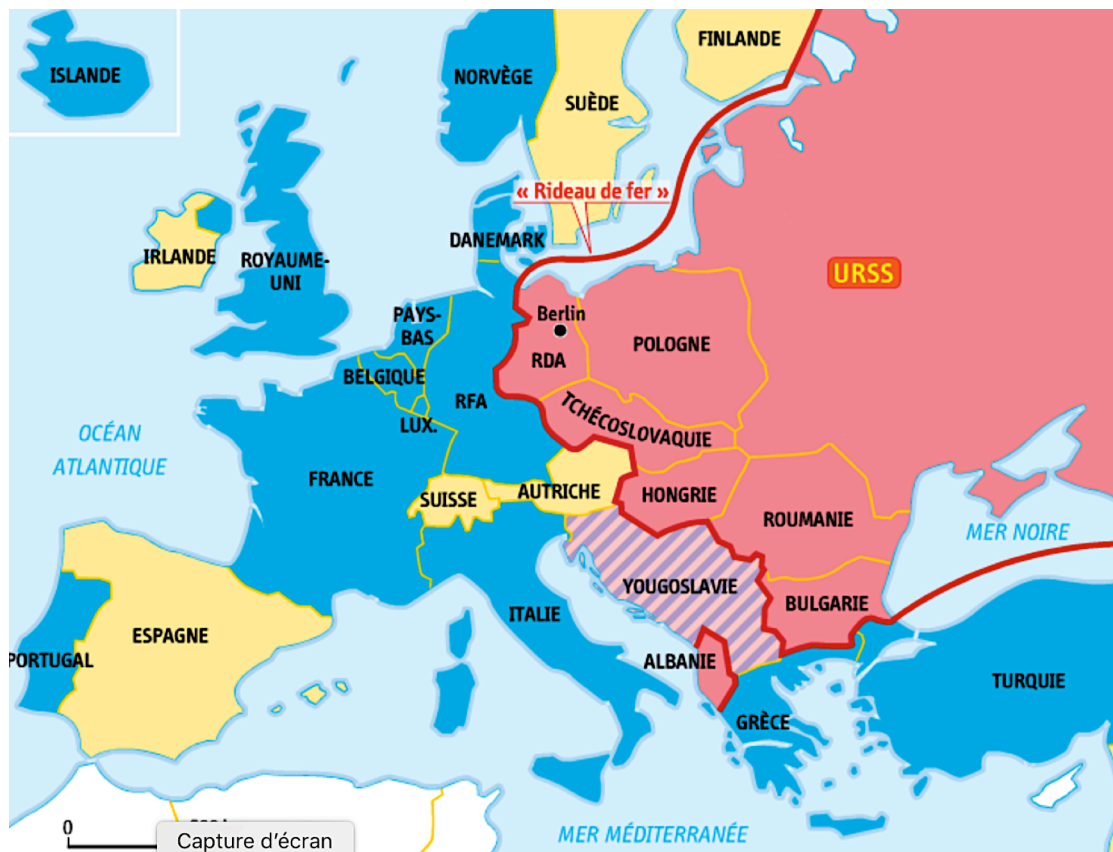 ISLANDE
NORVÈGE
SUÈDE
FINLANDE
« Rideau de fer »
IRLANDE
ROYAUME-
UNI
DANEMARK
URSS
PAYS-
BAS
Berlin
RDA
POLOGNE
BELGIQUE
LUX.
RFA
TCHÉCOSLOVAQUIE
OCÉAN
ATLANTIQUE
FRANCE
SUISSE
AUTRICHE
HONGRIE
ROUMANIE
MER NOIRE
YOUGOSLAVIE
BULGARIE
ITALIE
ESPAGNE
PORTUGAL
ALBANIE
GRÈCE
TURQUIE
MER MÉDITERRANÉE
0
Capture d’écran